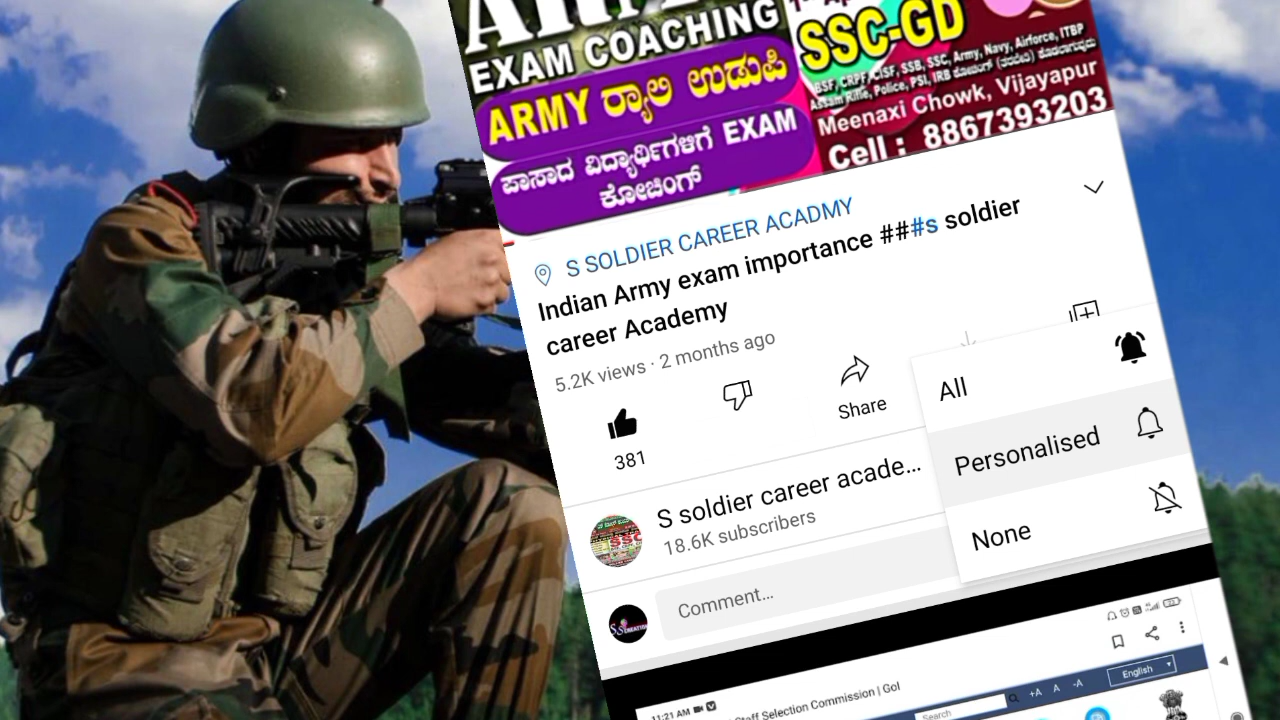 EXAM COACHING
ARMY ರ‍್ಯಾಲಿ ಉಡುಪಿ
ಪಾಸಾದ ವಿದ್ಯಾರ್ಥಿಗಳಿಗೆ EXAM
ಕೋಚಿಂಗ್
SSC-GD
BSF, CRPF, CISF, SSB, SSC, Army, Navy, Airforce, ITBP
Assam Rifle, Police, PSI, IRB ಕೋಚಿಂಗ್ (ತರಬೇತಿ) ಕೊಡಲಾಗುವುದು
Meenaxi Chowk, Vijayapur
Cell : 8867393203
S SOLDIER CAREER ACADMY
Indian Army exam importance ###s soldier
career Academy
5.2K views · 2 months ago
381
Share
All
Personalised
None
S soldier career acade...
18.6K subscribers
Comment...
11:21 AM
Staff Selection Commission | GoI
Search
+A A -A
English